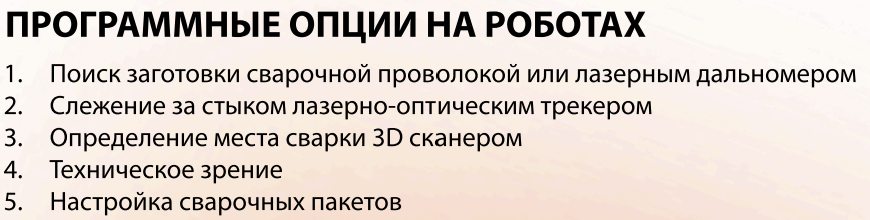 ПРОГРАММНЫЕ ОПЦИИ НА РОБОТАХ
1. Поиск заготовки сварочной проволокой или лазерным дальномером
2. Слежение за стыком лазерно-оптическим трекером
3. Определение места сварки 3D сканером
4. Техническое зрение
5. Настройка сварочных пакетов